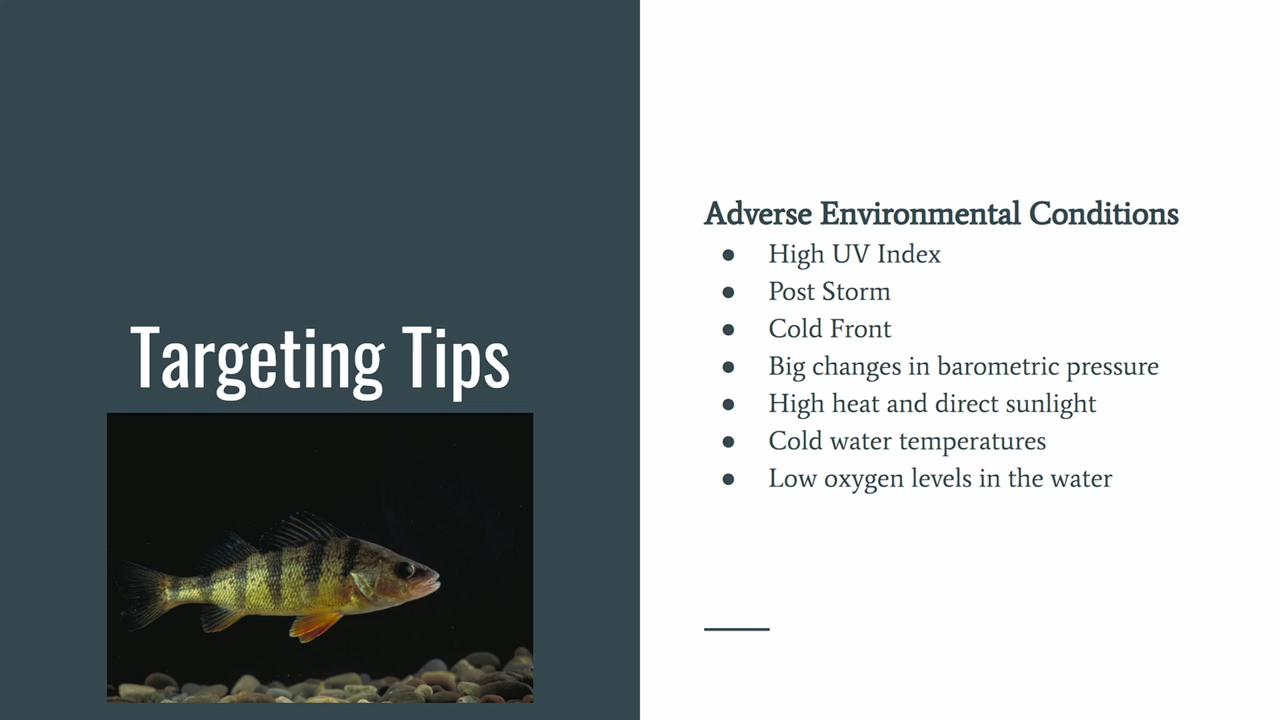 Targeting Tips
Adverse Environmental Conditions
● High UV Index
● Post Storm
● Cold Front
● Big changes in barometric pressure
● High heat and direct sunlight
● Cold water temperatures
● Low oxygen levels in the water